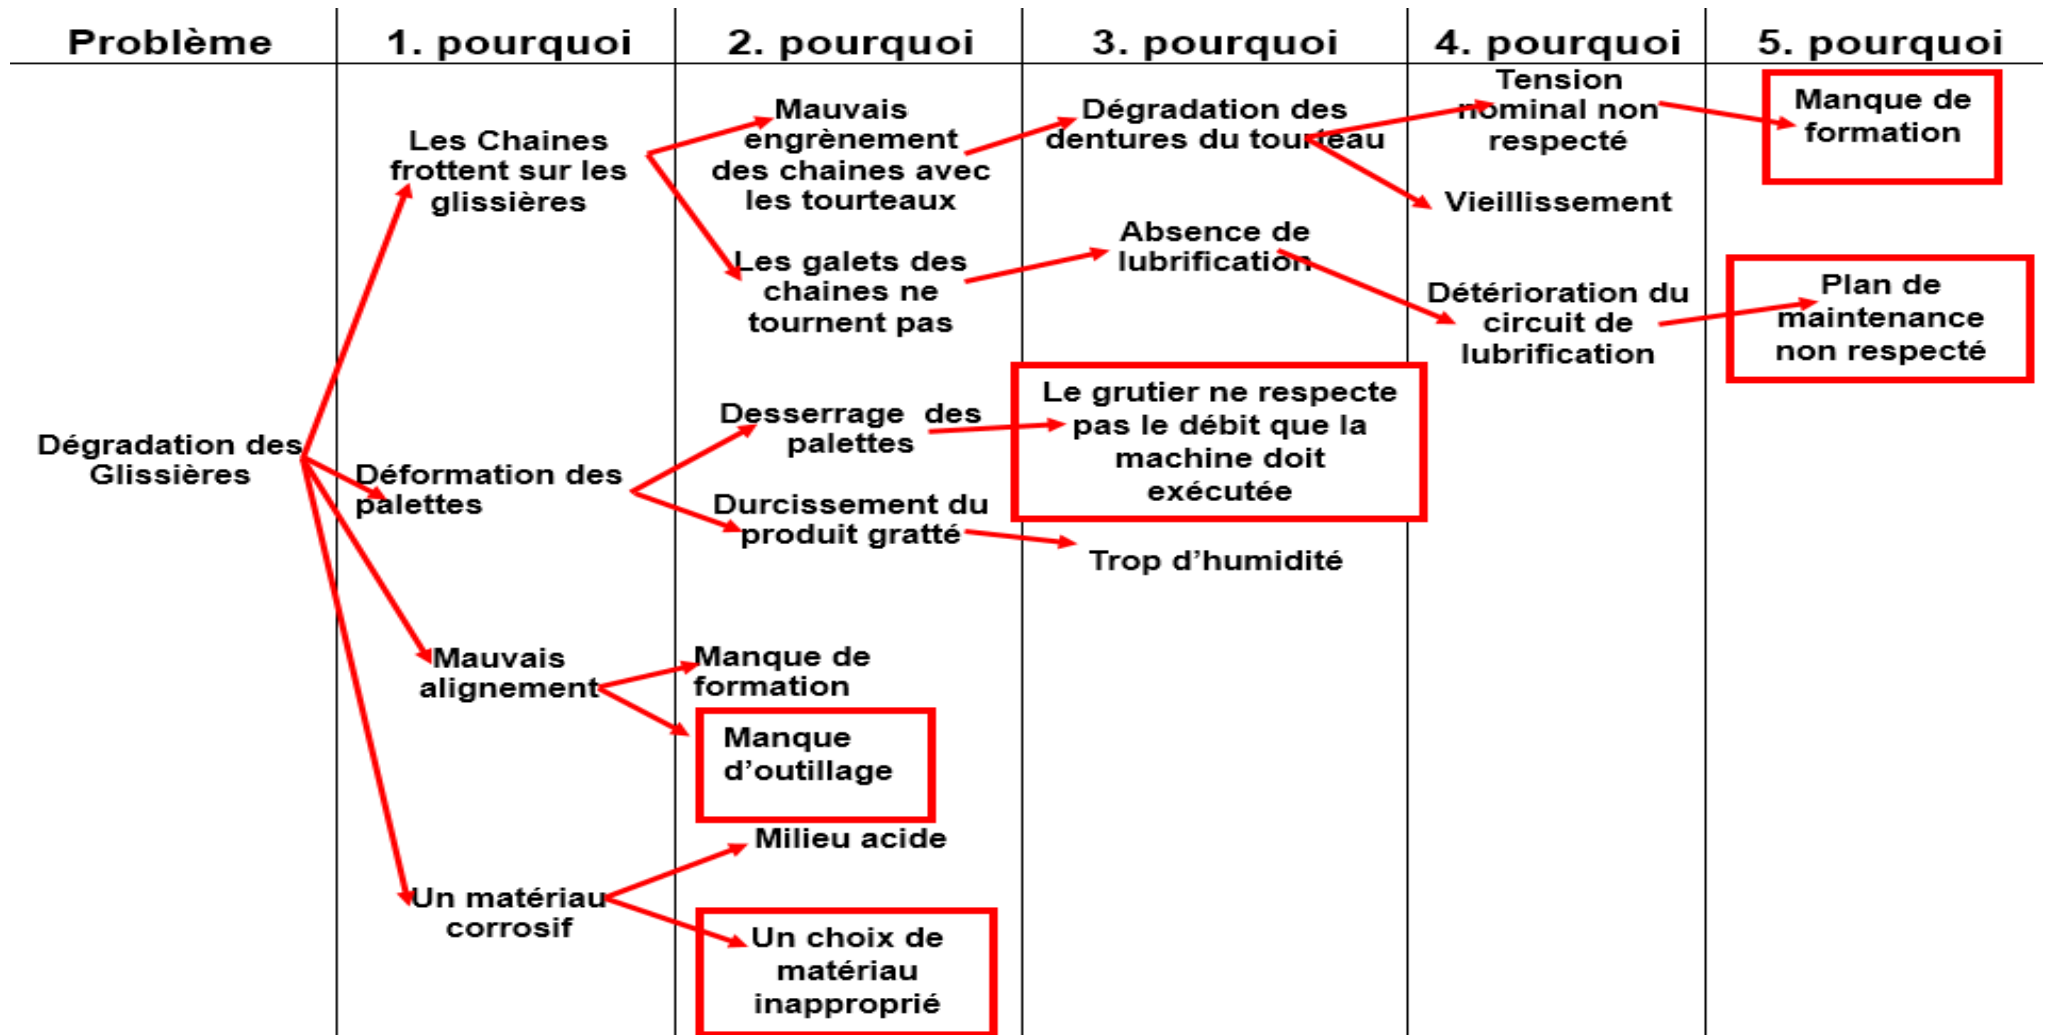 Problème
1. pourquoi
2. pourquoi
3. pourquoi
4. pourquoi
5. pourquoi
Dégradation des
Glissières
Les Chaines
frottent sur les
glissières
Déformation des
palettes
Mauvais
alignement
Un matériau
corrosif
Mauvais
engrènement
des chaines avec
les tourteaux
Les galets des
chaines ne
tournent pas
Desserrage des
palettes
Durcissement du
produit gratté
Manque de
formation
Manque
d’outillage
Milieu acide
Un choix de
matériau
inapproprié
Dégradation des
dentures du tourteau
Absence de
lubrification
Le grutier ne respecte
pas le débit que la
machine doit
exécutée
Trop d’humidité
Tension
nominal non
respecté
Vieillissement
Détérioration du
circuit de
lubrification
Manque de
formation
Plan de
maintenance
non respecté